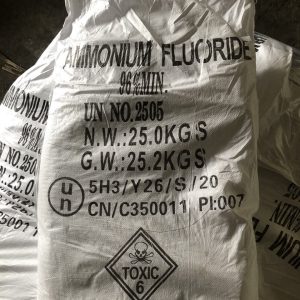 AMMONIUM FLUORIDE
96%MIN.
UN NO.2505
N.W.:25.0KGS
G.W.:25.2KGS
un 5H3/Y26/S/20
CN/C350011 PI:007
TOXIC
6